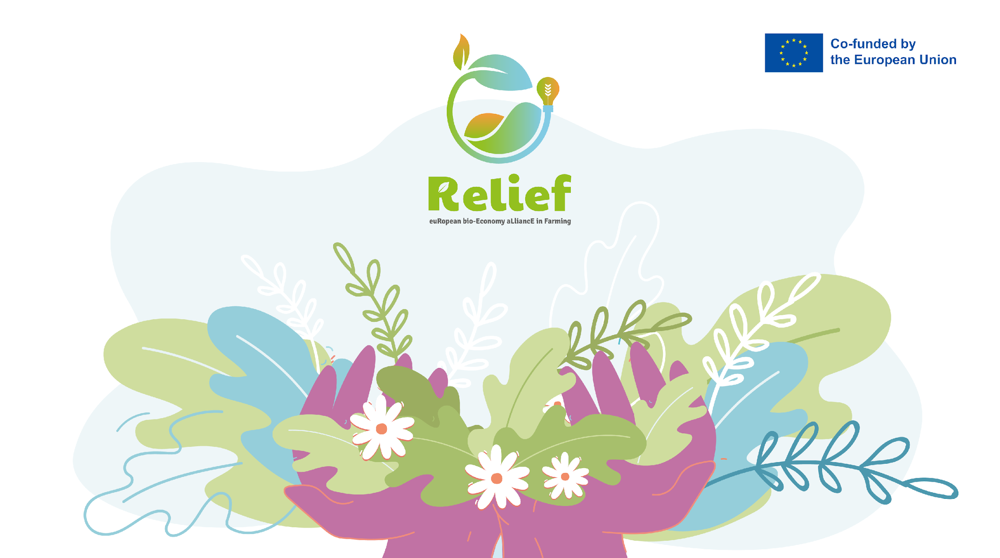 Co-funded by
the European Union
Relief
euRopean bio-Economy aLliancE in Farming